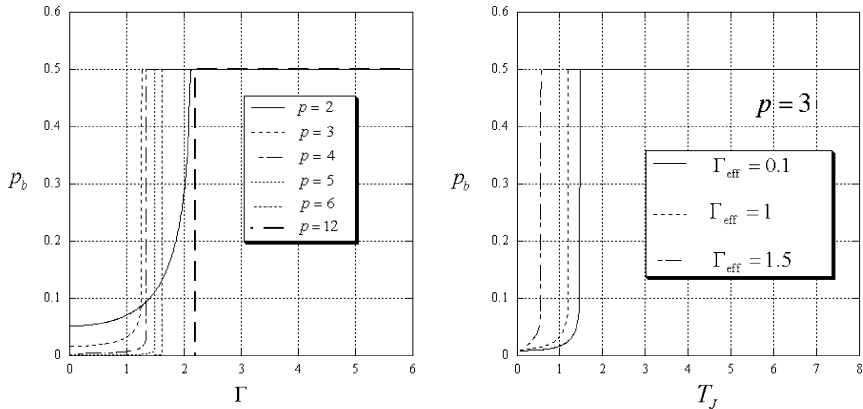 0.6
0.5
0.4
0.3
0.2
0.1
0
p_b
0 1 2 3 4 5 6
Γ
p = 2
p = 3
p = 4
p = 5
p = 6
p = 12
0.6
0.5
0.4
0.3
0.2
0.1
0
p_b
0 1 2 3 4 5 6 7 8
T_J
p = 3
Γ_eff = 0.1
Γ_eff = 1
Γ_eff = 1.5